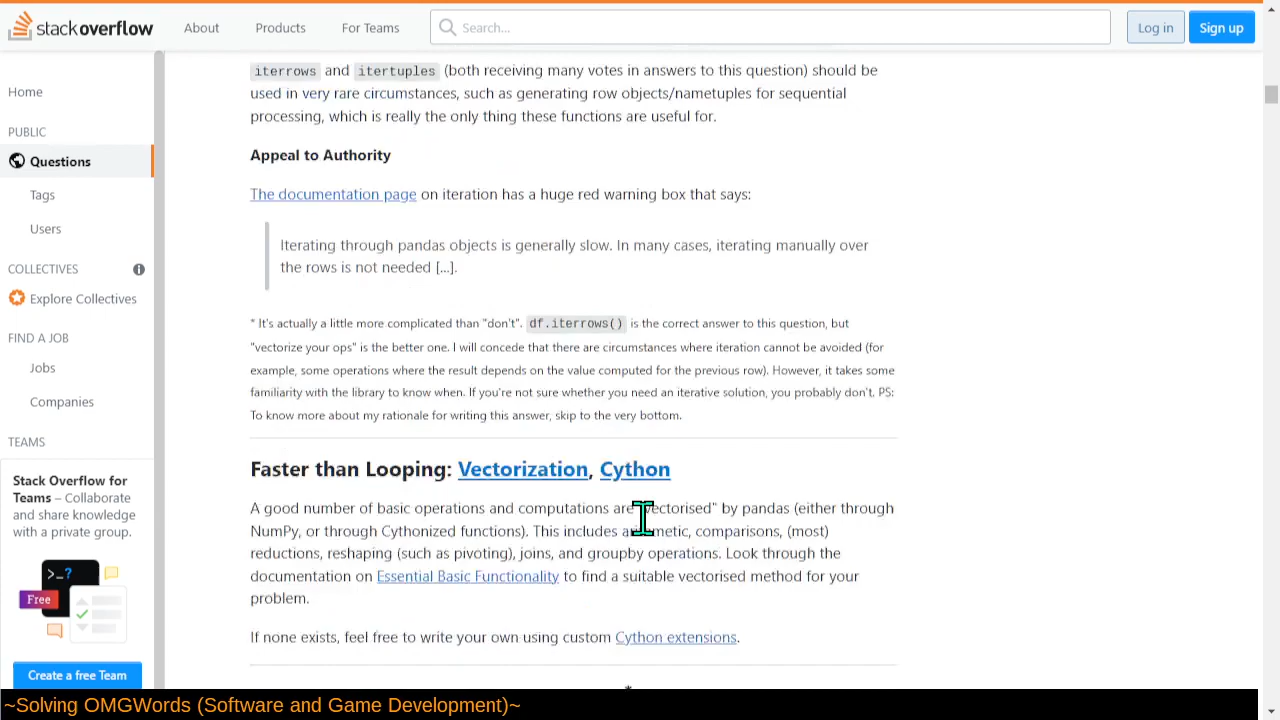 stackoverflow About Products For Teams Search... Log in Sign up
Home
PUBLIC
Questions
Tags
Users
COLLECTIVES
Explore Collectives
FIND A JOB
Jobs
Companies
TEAMS
Stack Overflow for
Teams – Collaborate
and share knowledge
with a private group.
>_?
Free
Create a free Team
iterrows and itertuples (both receiving many votes in answers to this question) should be
used in very rare circumstances, such as generating row objects/nametuples for sequential
processing, which is really the only thing these functions are useful for.
Appeal to Authority
The documentation page on iteration has a huge red warning box that says:
Iterating through pandas objects is generally slow. In many cases, iterating manually over
the rows is not needed [...].
* It's actually a little more complicated than "don't". df.iterrows() is the correct answer to this question, but
"vectorize your ops" is the better one. I will concede that there are circumstances where iteration cannot be avoided (for
example, some operations where the result depends on the value computed for the previous row). However, it takes some
familiarity with the library to know when. If you're not sure whether you need an iterative solution, you probably don't. PS:
To know more about my rationale for writing this answer, skip to the very bottom.
Faster than Looping: Vectorization, Cython
A good number of basic operations and computations are "vectorised" by pandas (either through
NumPy, or through Cythonized functions). This includes arithmetic, comparisons, (most)
reductions, reshaping (such as pivoting), joins, and groupby operations. Look through the
documentation on Essential Basic Functionality to find a suitable vectorised method for your
problem.
If none exists, feel free to write your own using custom Cython extensions.
~Solving OMGWords (Software and Game Development)~